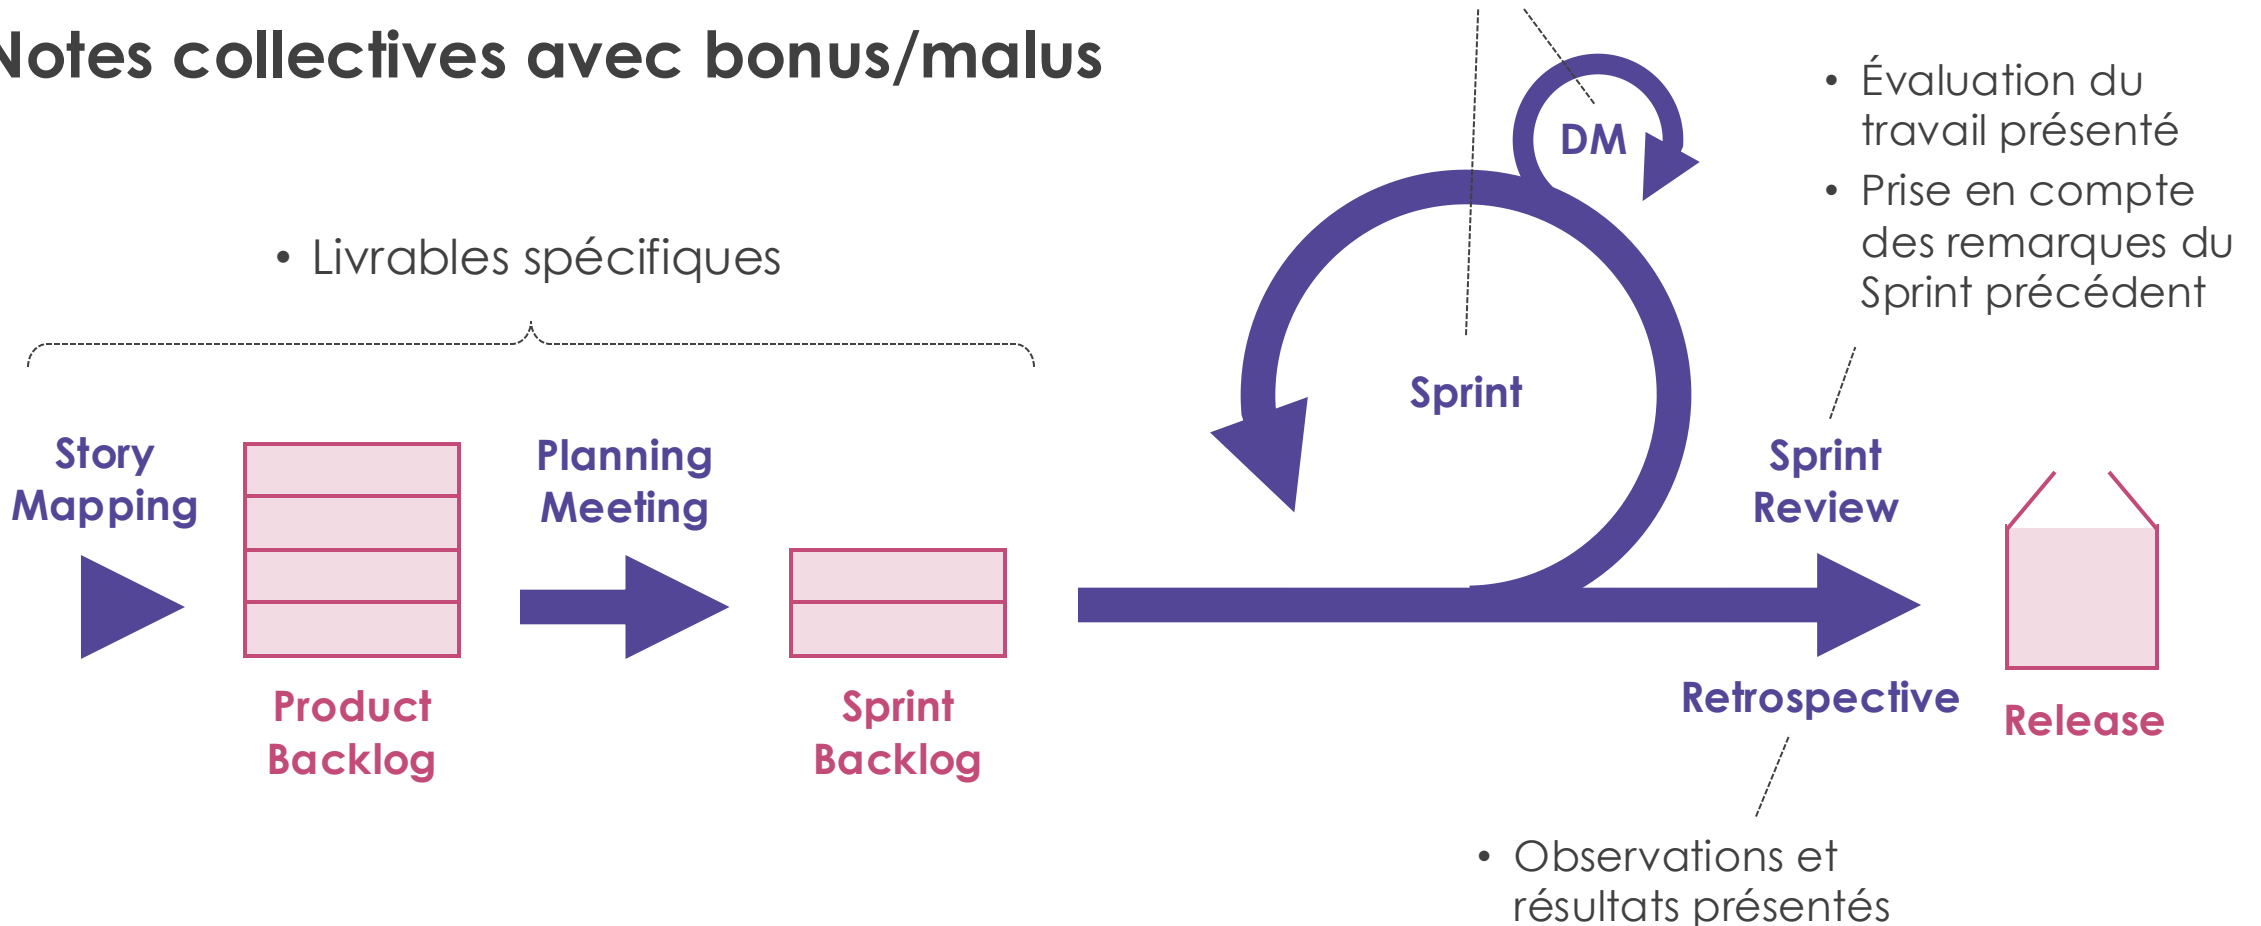 Notes collectives avec bonus/malus
• Évaluation du
travail présenté
• Prise en compte
des remarques du
Sprint précédent
DM
• Livrables spécifiques
Sprint
Story
Mapping
Planning
Meeting
Sprint
Review
Product
Backlog
Sprint
Backlog
Retrospective
Release
• Observations et
résultats présentés